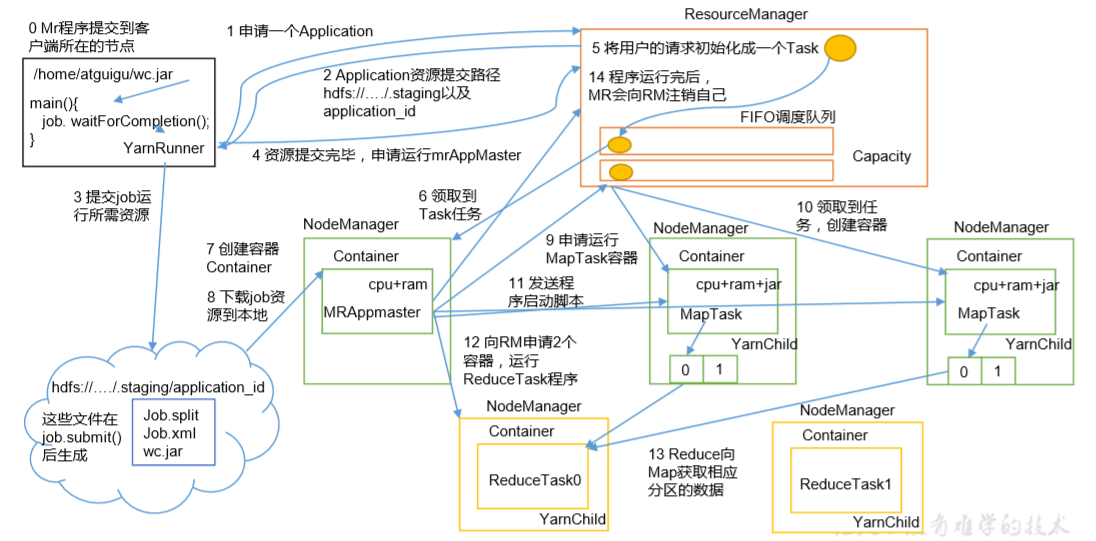 ResourceManager
0 Mr程序提交到客
户端所在的节点
1 申请一个Application
/home/atguigu/wc.jar
main(){
job. waitForCompletion();
}
YarnRunner
2 Application资源提交路径
hdfs://…./.staging以及
application_id
5 将用户的请求初始化成一个Task
14 程序运行完后，
MR会向RM注销自己
FIFO调度队列
Capacity
4 资源提交完毕，申请运行mrAppMaster
3 提交job运
行所需资源
6 领取到
Task任务
10 领取到任
务，创建容器
7 创建容器
Container
8 下载job资
源到本地
NodeManager
Container
cpu+ram
MRAppmaster
9 申请运行
MapTask容器
11 发送程
序启动脚本
NodeManager
Container
cpu+ram+jar
MapTask
YarnChild
0 1
NodeManager
Container
cpu+ram+jar
MapTask
YarnChild
0 1
12 向RM申请2个
容器，运行
ReduceTask程序
hdfs://…./.staging/application_id
这些文件在
job.submit()
后生成
Job.split
Job.xml
wc.jar
NodeManager
Container
ReduceTask0
YarnChild
13 Reduce向
Map获取相应
分区的数据
NodeManager
Container
ReduceTask1
YarnChild
有难学的技术